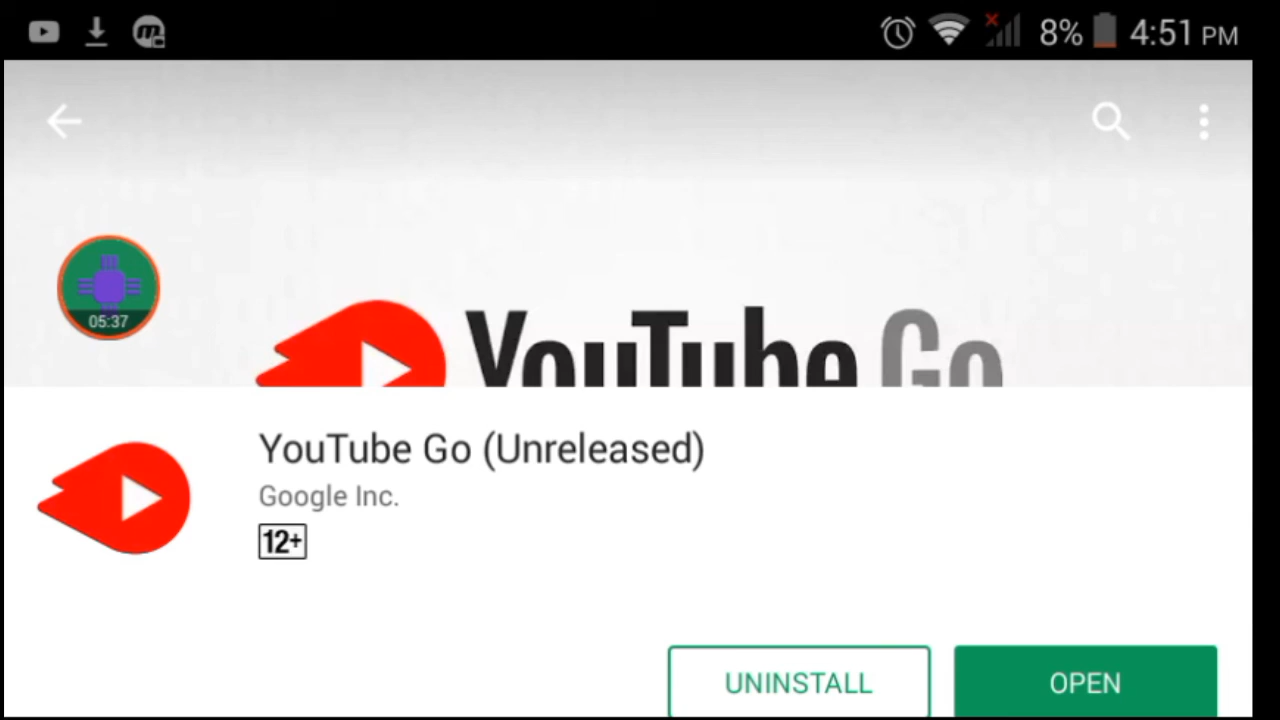 8% 4:51 PM
05:37
YouTube Go
YouTube Go (Unreleased)
Google Inc.
12+
UNINSTALL OPEN